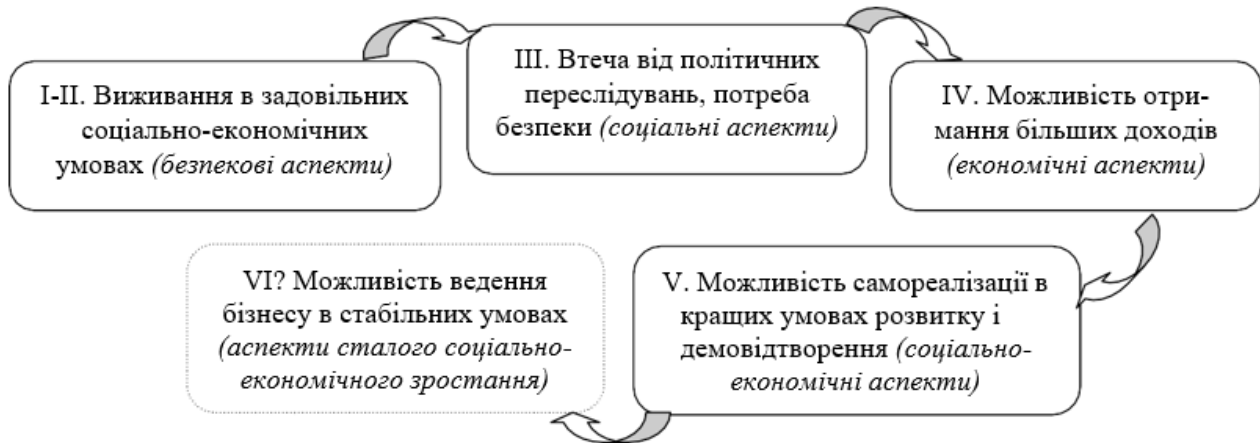 I-II. Виживання в задовільних
соціально-економічних
умовах (безпекові аспекти)
III. Втеча від політичних
переслідувань, потреба
безпеки (соціальні аспекти)
IV. Можливість отри-
мання більших доходів
(економічні аспекти)
V. Можливість самореалізації в
кращих умовах розвитку і
демовідтворення (соціально-
економічні аспекти)
VI? Можливість ведення
бізнесу в стабільних умовах
(аспекти сталого соціально-
економічного зростання)